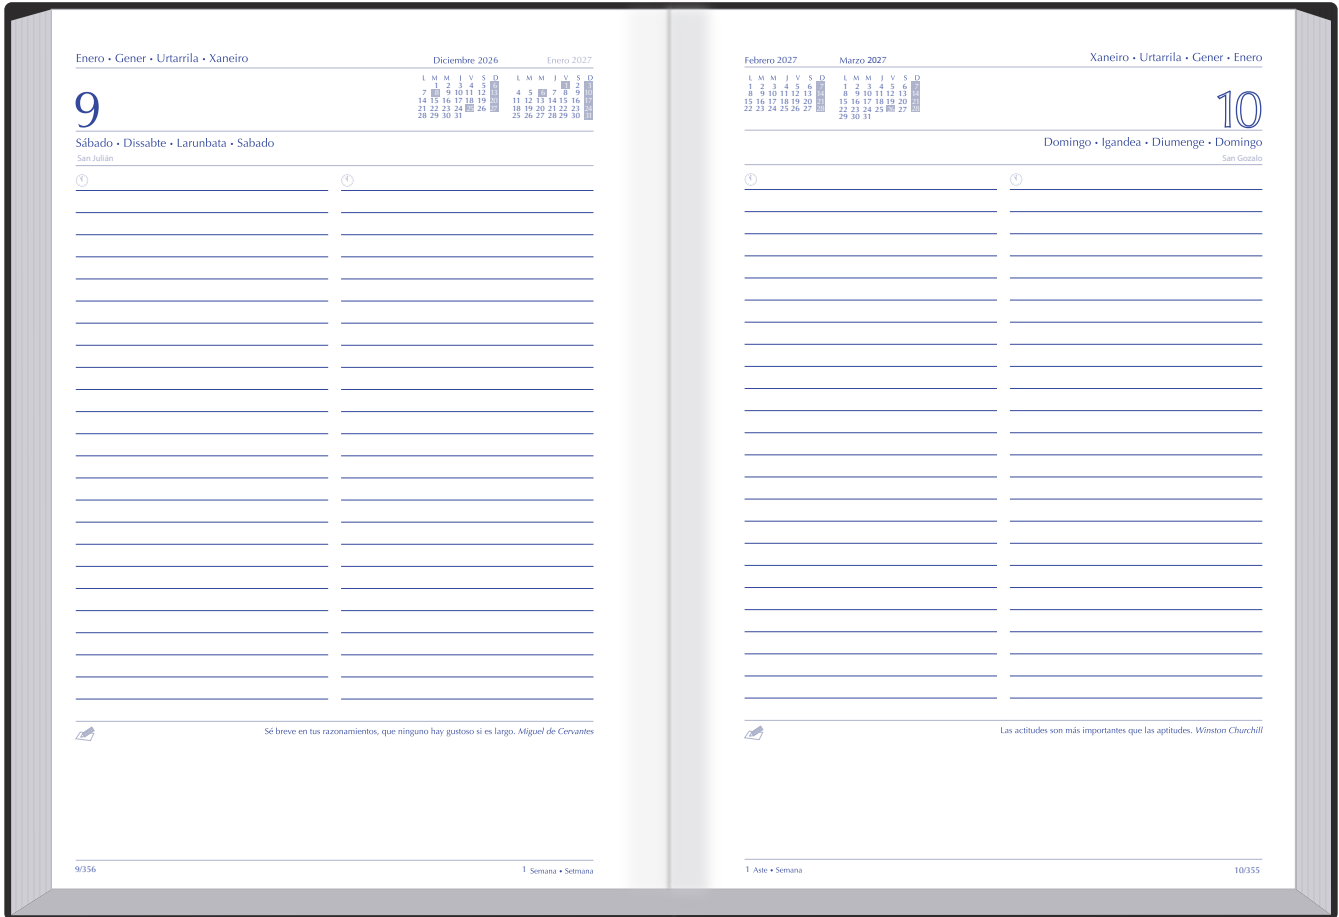 Enero • Gener • Urtarrila • Xaneiro
Diciembre 2026
L M M J V S D
1 2 3 4 5 6
7 8 9 10 11 12 13
14 15 16 17 18 19 20
21 22 23 24 25 26 27
28 29 30 31
Enero 2027
L M M J V S D
1 2 3
4 5 6 7 8 9 10
11 12 13 14 15 16 17
18 19 20 21 22 23 24
25 26 27 28 29 30 31
9
Sábado • Dissabte • Larunbata • Sabado
San Julián
Sé breve en tus razonamientos, que ninguno hay gustoso si es largo. Miguel de Cervantes
9/356
1 Semana • Setmana
Febrero 2027
L M M J V S D
1 2 3 4 5 6 7
8 9 10 11 12 13 14
15 16 17 18 19 20 21
22 23 24 25 26 27 28
Marzo 2027
L M M J V S D
1 2 3 4 5 6 7
8 9 10 11 12 13 14
15 16 17 18 19 20 21
22 23 24 25 26 27 28
29 30 31
Xaneiro • Urtarrila • Gener • Enero
10
Domingo • Igandea • Diumenge • Domingo
San Gozalo
Las actitudes son más importantes que las aptitudes. Winston Churchill
1 Aste • Semana
10/355